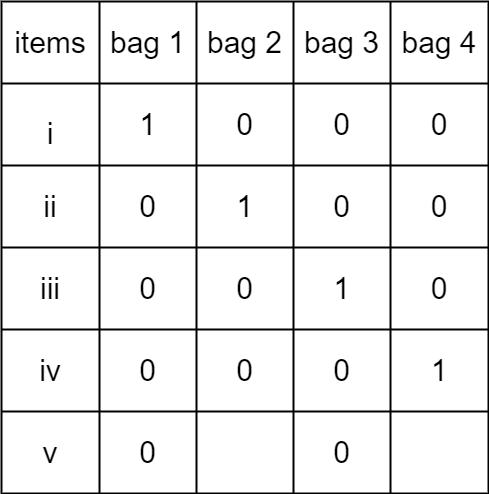 items bag 1 bag 2 bag 3 bag 4
i 1 0 0 0
ii 0 1 0 0
iii 0 0 1 0
iv 0 0 0 1
v 0 0